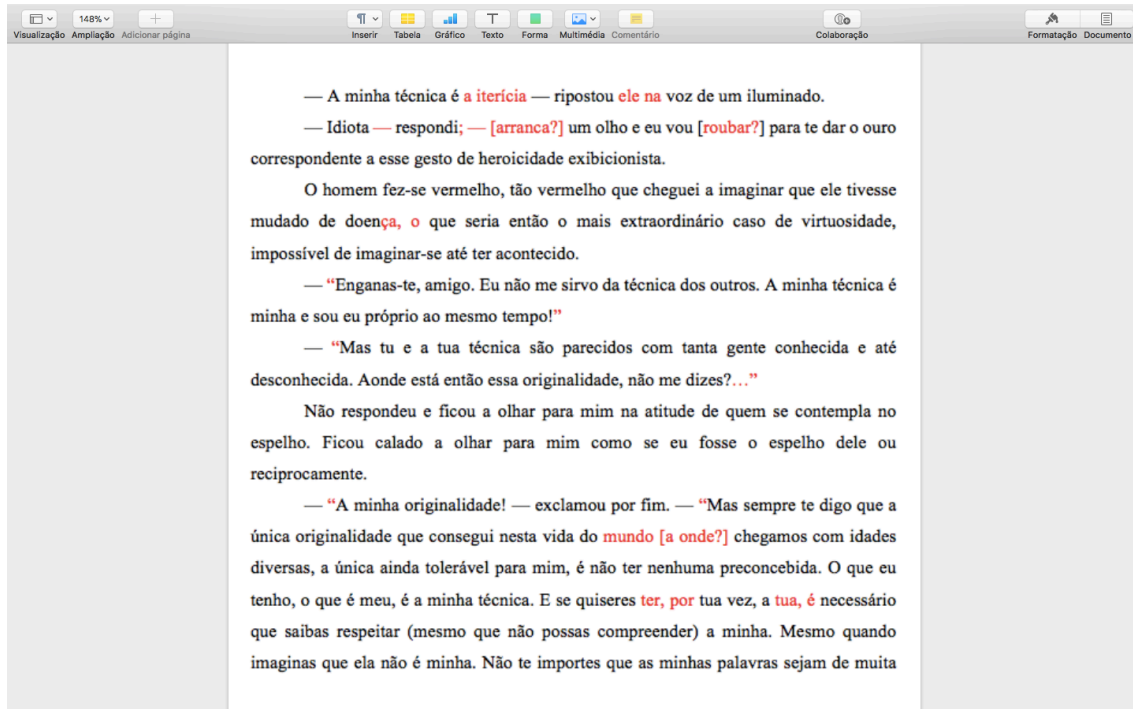 148%
Visualização Ampliação Adicionar página Inserir Tabela Gráfico Texto Forma Multimédia Comentário Colaboração Formatação Documento
— A minha técnica é a iterícia — ripostou ele na voz de um iluminado.
— Idiota — respondi; — [arranca?] um olho e eu vou [roubar?] para te dar o ouro
correspondente a esse gesto de heroicidade exibicionista.
O homem fez-se vermelho, tão vermelho que cheguei a imaginar que ele tivesse
mudado de doença, o que seria então o mais extraordinário caso de virtuosidade,
impossível de imaginar-se até ter acontecido.
— “Enganas-te, amigo. Eu não me sirvo da técnica dos outros. A minha técnica é
minha e sou eu próprio ao mesmo tempo!”
— “Mas tu e a tua técnica são parecidos com tanta gente conhecida e até
desconhecida. Aonde está então essa originalidade, não me dizes?…”
Não respondeu e ficou a olhar para mim na atitude de quem se contempla no
espelho. Ficou calado a olhar para mim como se eu fosse o espelho dele ou
reciprocamente.
— “A minha originalidade! — exclamou por fim. — “Mas sempre te digo que a
única originalidade que consegui nesta vida do mundo [a onde?] chegamos com idades
diversas, a única ainda tolerável para mim, é não ter nenhuma preconcebida. O que eu
tenho, o que é meu, é a minha técnica. E se quiseres ter, por tua vez, a tua, é necessário
que saibas respeitar (mesmo que não possas compreender) a minha. Mesmo quando
imaginas que ela não é minha. Não te importes que as minhas palavras sejam de muita